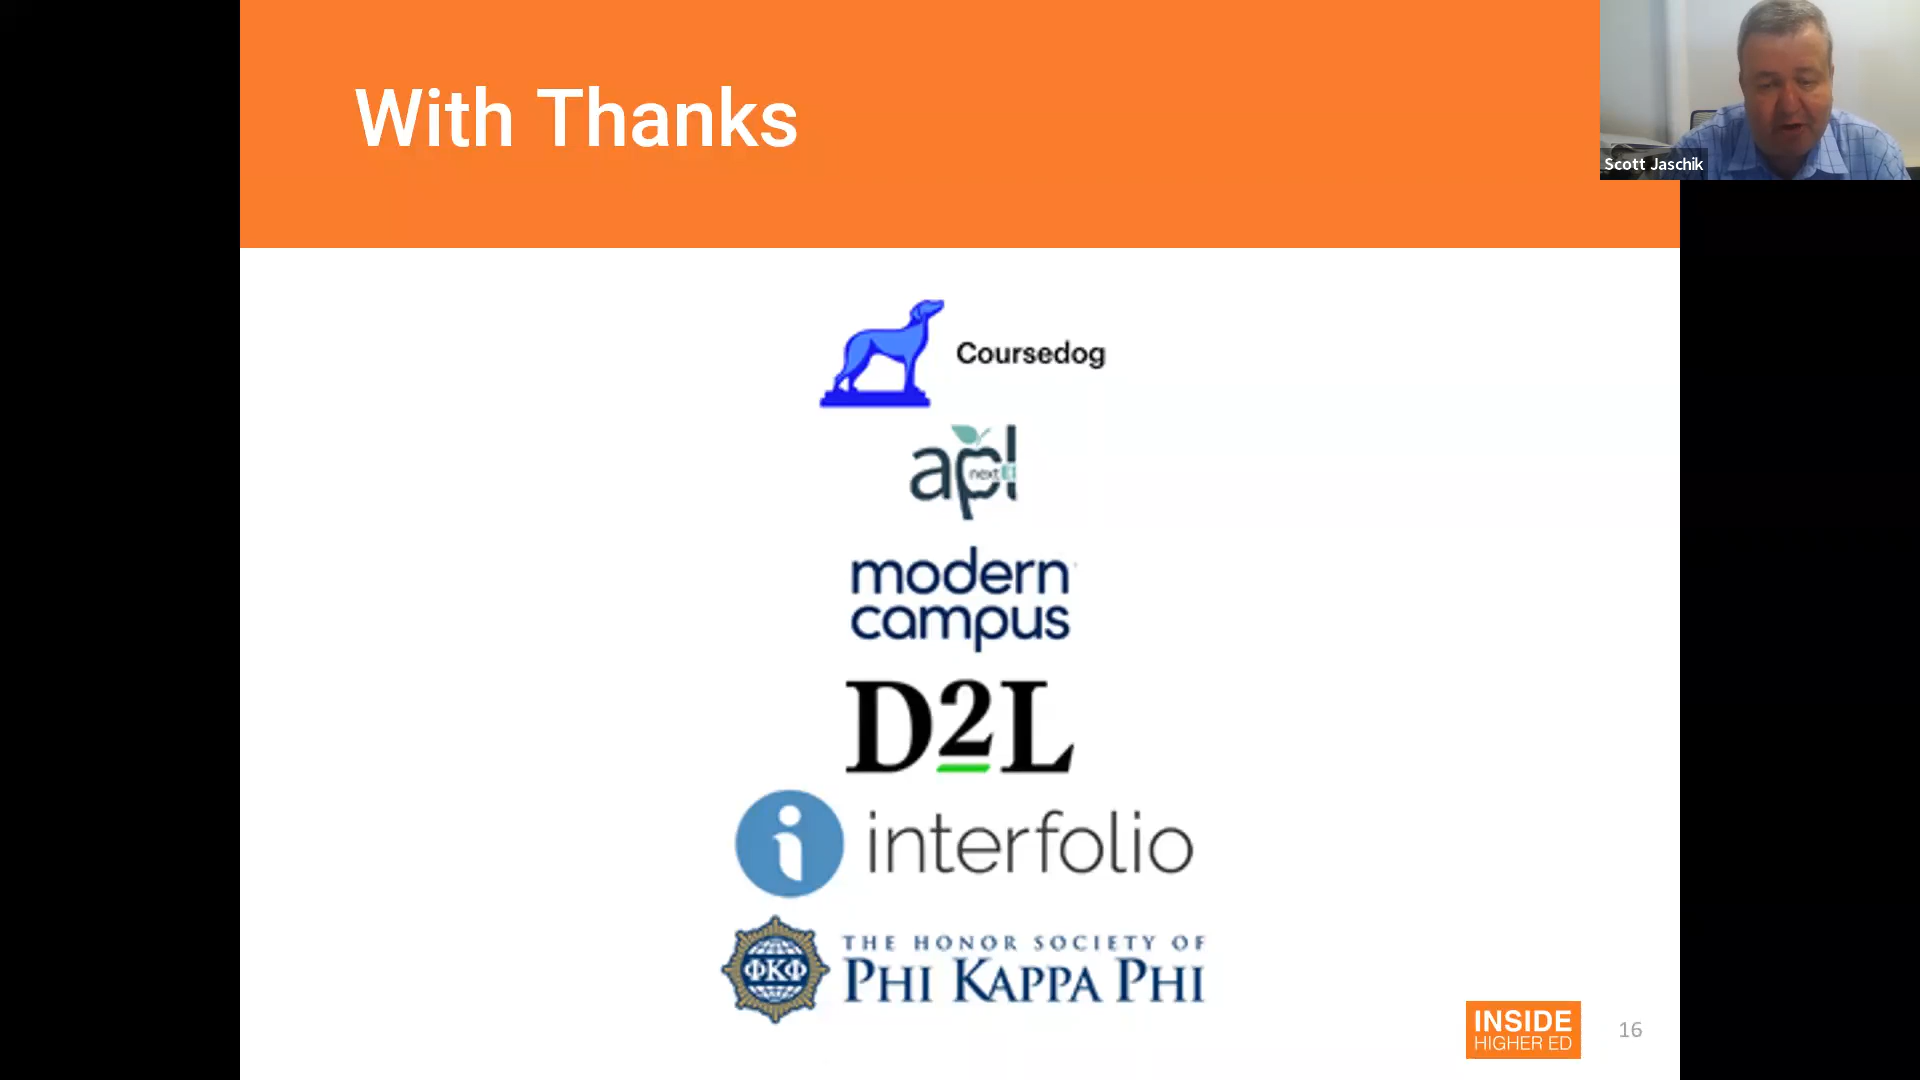 With Thanks
Scott Jaschik
Coursedog
apl
next
modern
campus
D2L
interfolio
THE HONOR SOCIETY OF
PHI KAPPA PHI
ΦΚΦ
INSIDE
HIGHER ED
16